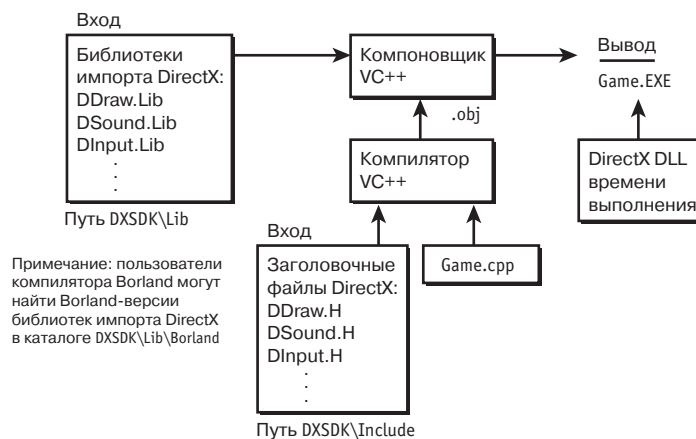 Вход
Библиотеки
импорта DirectX:
DDraw.Lib
DSound.Lib
DInput.Lib
.
.
.
Путь DXSDK\Lib
Компоновщик
VC++
.obj
Компилятор
VC++
Вывод
Game.EXE
DirectX DLL
времени
выполнения
Примечание: пользователи
компилятора Borland могут
найти Borland-версии
библиотек импорта DirectX
в каталоге DXSDK\Lib\Borland
Вход
Заголовочные
файлы DirectX:
DDraw.H
DSound.H
DInput.H
.
.
.
Путь DXSDK\Include
Game.cpp